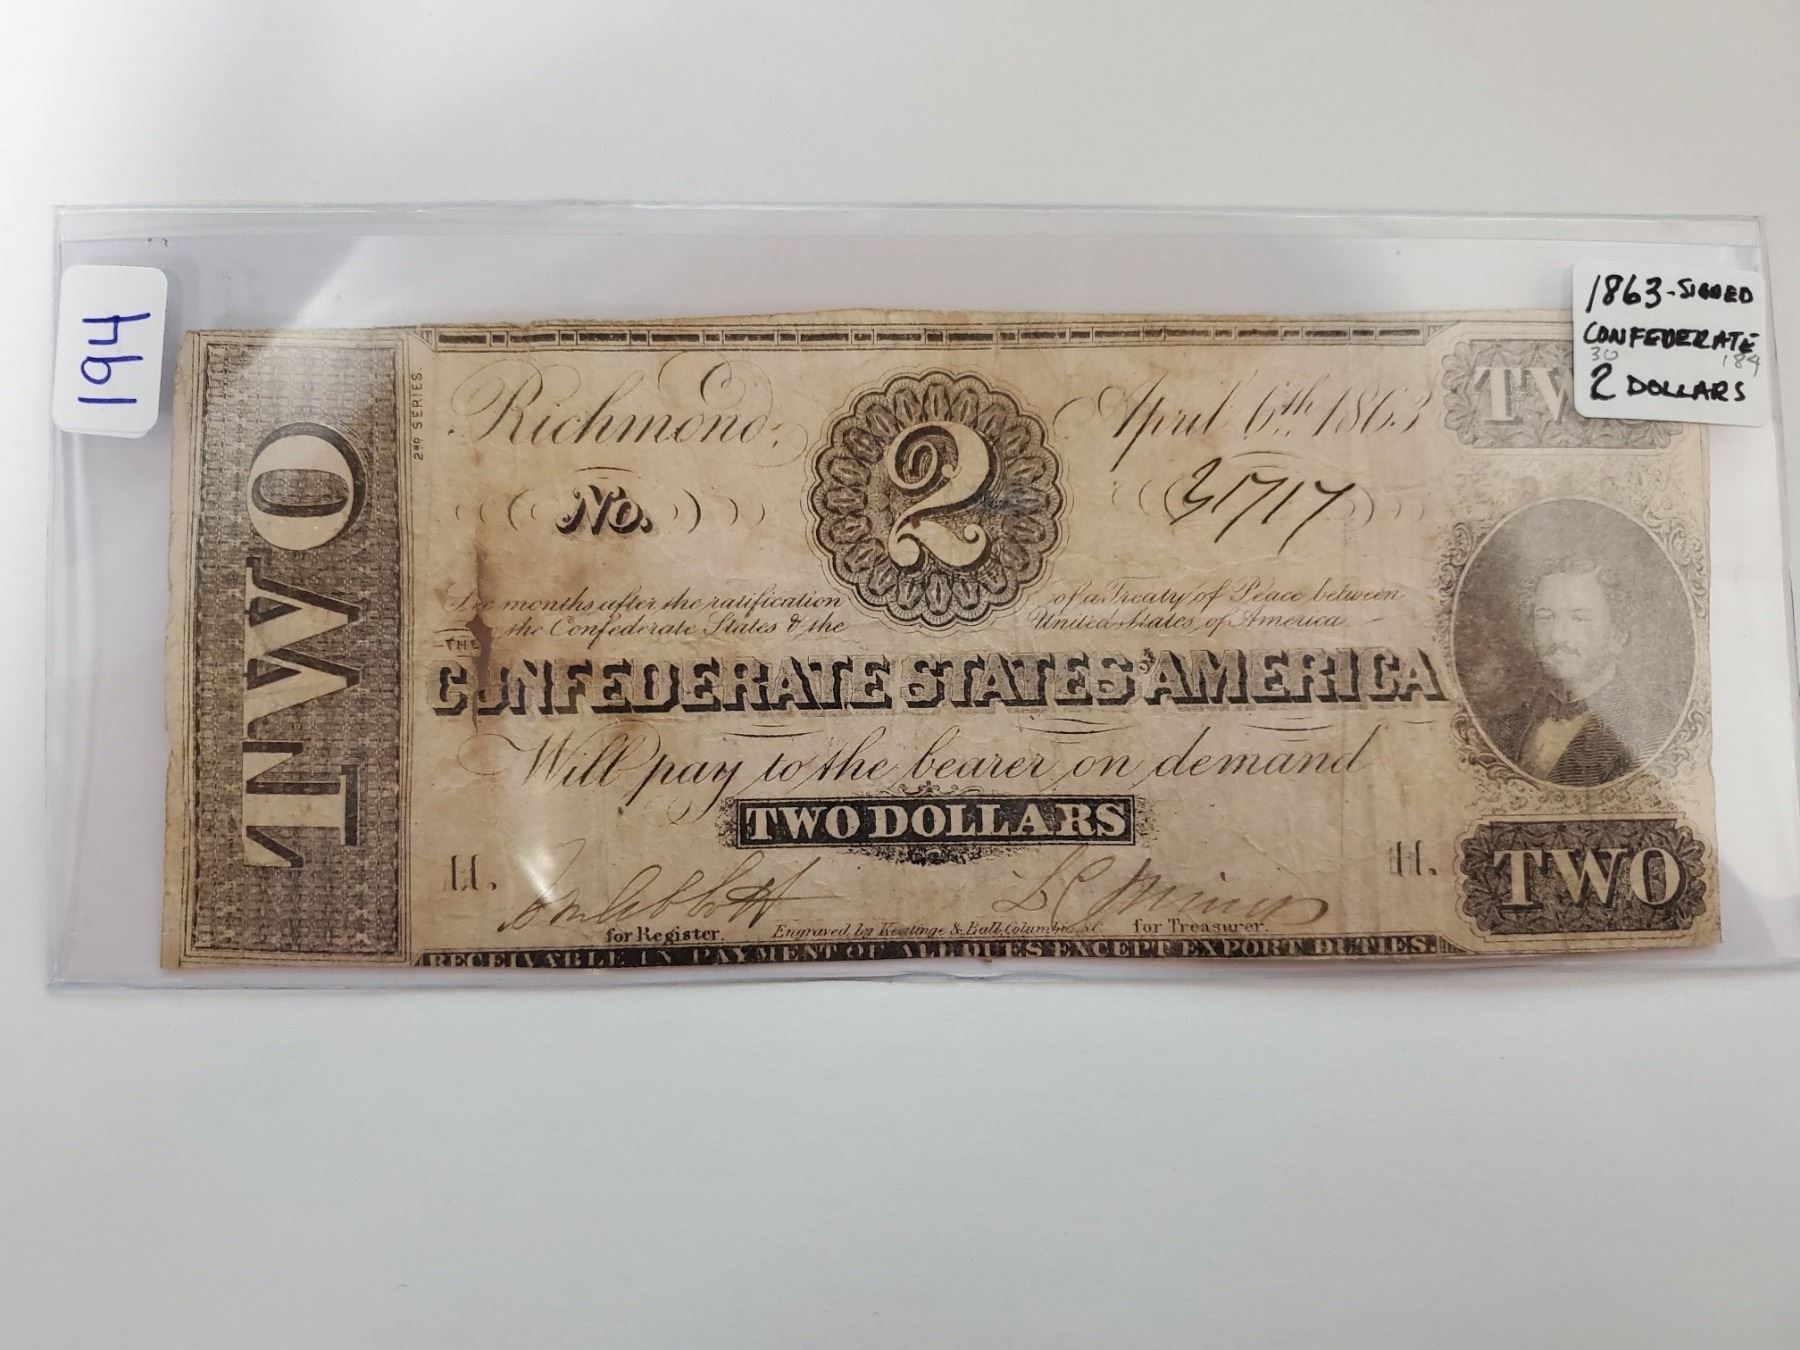 194
1863-SIGNED
CONFEDERATE
30 184
2 DOLLARS
TWO
2ND SERIES.
Richmond, April 6th 1863
2
No. 31717
Six months after the ratification of a Treaty of Peace between
the Confederate States & the United States of America
THE
CONFEDERATE STATES OF AMERICA
Will pay to the bearer on demand
TWO DOLLARS
H. H.
for Register. Engraved by Keatinge & Ball, Columbia, S.C. for Treasurer.
RECEIVABLE IN PAYMENT OF ALL DUES EXCEPT EXPORT DUTIES.
TW
TWO